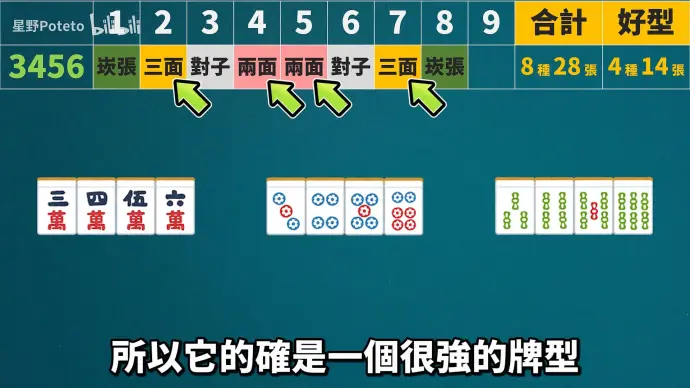 星野Poteto bilibili 1 2 3 4 5 6 7 8 9 合計 好型
3456 崁張 三面 對子 兩面 兩面 對子 三面 崁張 8種28張 4種14張
三 四 伍 六
萬 萬 萬 萬
所以它的確是一個很強的牌型